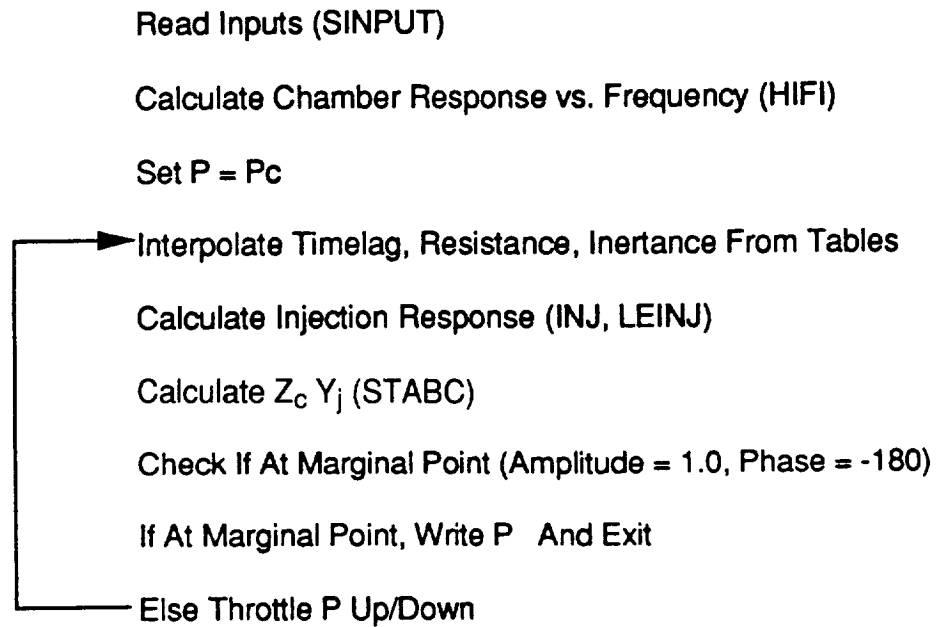 Read Inputs (SINPUT)
Calculate Chamber Response vs. Frequency (HIFI)
Set P = Pc
Interpolate Timelag, Resistance, Inertance From Tables
Calculate Injection Response (INJ, LEINJ)
Calculate Zc Yj (STABC)
Check If At Marginal Point (Amplitude = 1.0, Phase = -180)
If At Marginal Point, Write P And Exit
Else Throttle P Up/Down